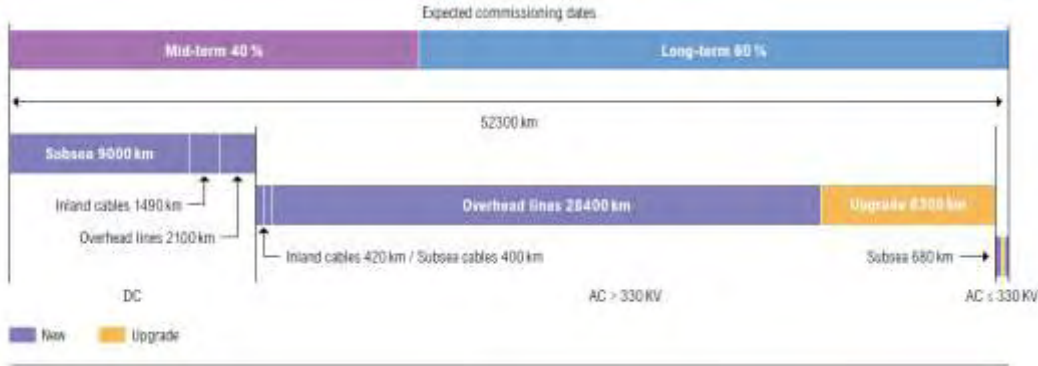 Expected commissioning dates
Mid-term 40 %
Long-term 60 %
52300 km
Subsea 9000 km
Inland cables 1490 km
Overhead lines 28400 km
Upgrade km
Overhead lines 2100 km
Inland cables 420 km / Subsea cables 400 km
Subsea 680 km
DC
AC > 330 KV
AC ≤ 330 KV
New
Upgrade